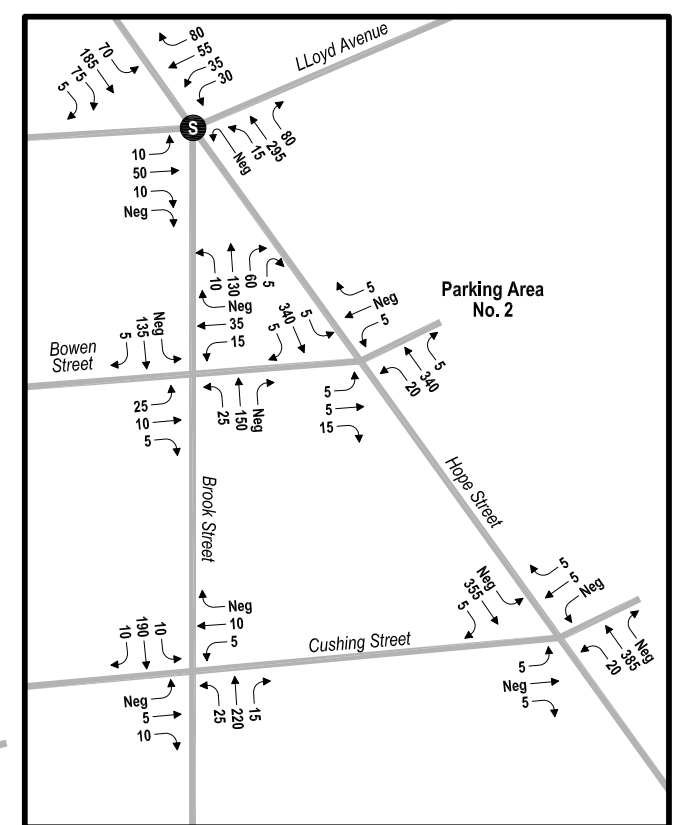 80
55
35
30
LLoyd Avenue
70
185
75
5
S
80
295
15
Neg
10
50
10
Neg
10
130
60
5
Neg
35
15
5
340
5
5
Neg
5
Parking Area
No. 2
Neg
135
5
Bowen
Street
25
10
5
25
150
Neg
5
5
15
5
340
20
Brook Street
Hope Street
Neg
355
5
5
5
Neg
Neg
10
5
10
190
10
Cushing Street
Neg
385
20
5
Neg
5
Neg
5
10
25
220
15